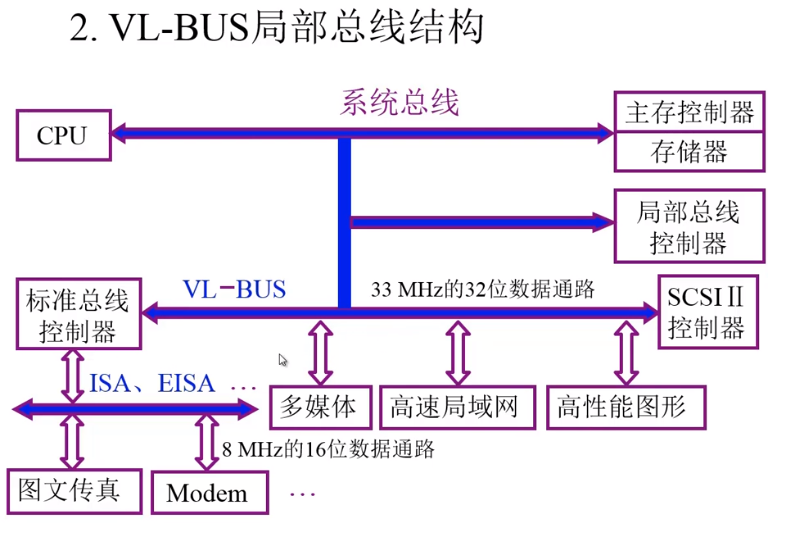 2. VL-BUS局部总线结构
系统总线
CPU
主存控制器
存储器
局部总线
控制器
VL-BUS
33 MHz的32位数据通路
标准总线
控制器
SCSIⅡ
控制器
ISA、EISA …
多媒体
高速局域网
高性能图形
8 MHz的16位数据通路
图文传真
Modem
…